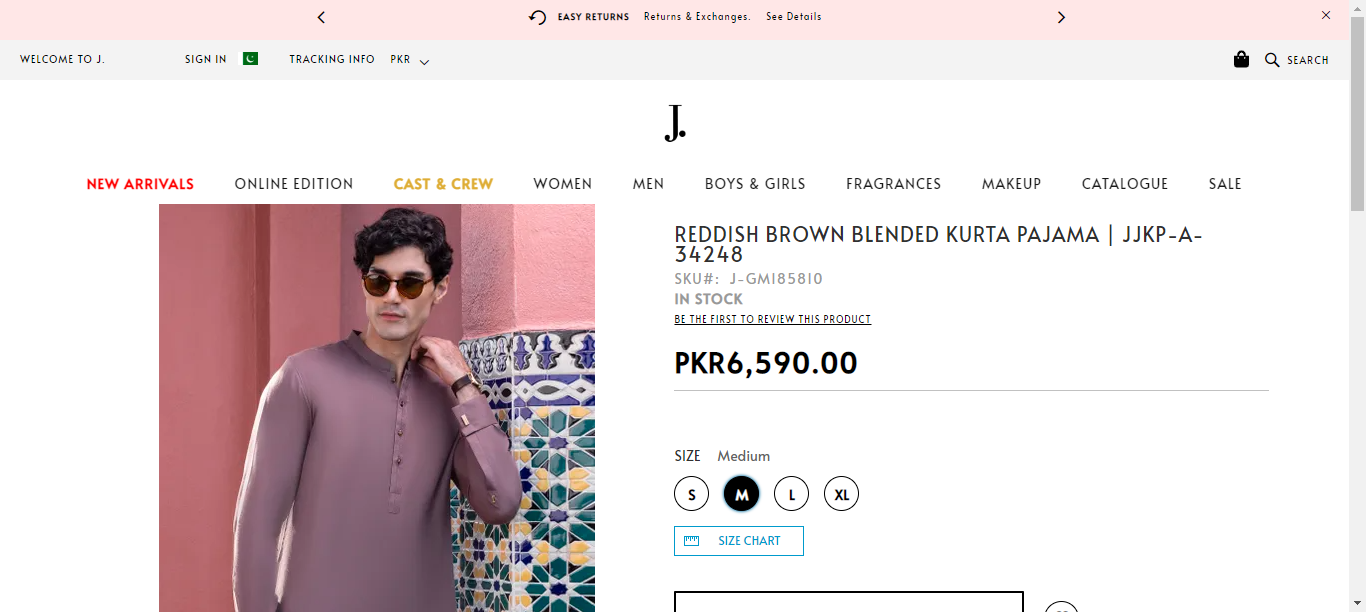 EASY RETURNS Returns & Exchanges. See Details
WELCOME TO J. SIGN IN TRACKING INFO PKR SEARCH
J.
NEW ARRIVALS ONLINE EDITION CAST & CREW WOMEN MEN BOYS & GIRLS FRAGRANCES MAKEUP CATALOGUE SALE
REDDISH BROWN BLENDED KURTA PAJAMA | JJKP-A-
34248
SKU#: J-GM185810
IN STOCK
BE THE FIRST TO REVIEW THIS PRODUCT
PKR6,590.00
SIZE Medium
S M L XL
SIZE CHART